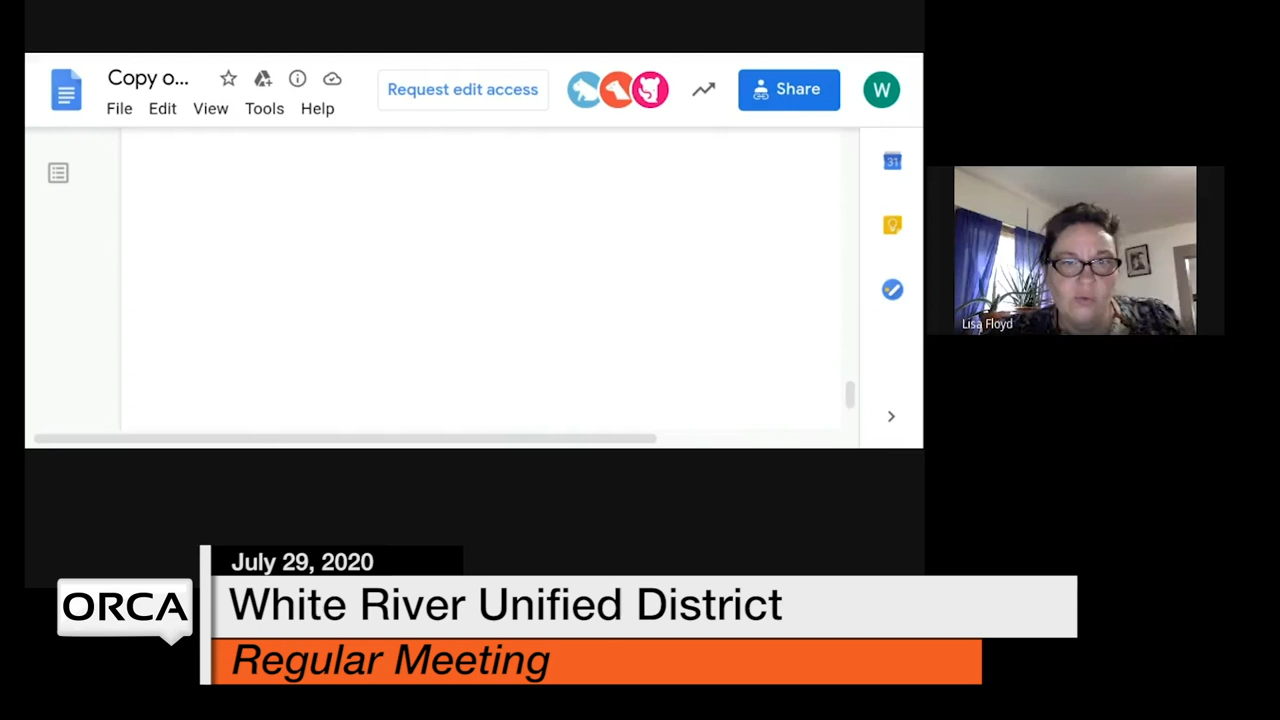 Copy o...
File Edit View Tools Help
Request edit access
Share
W
31
Lisa Floyd
July 29, 2020
ORCA
White River Unified District
Regular Meeting